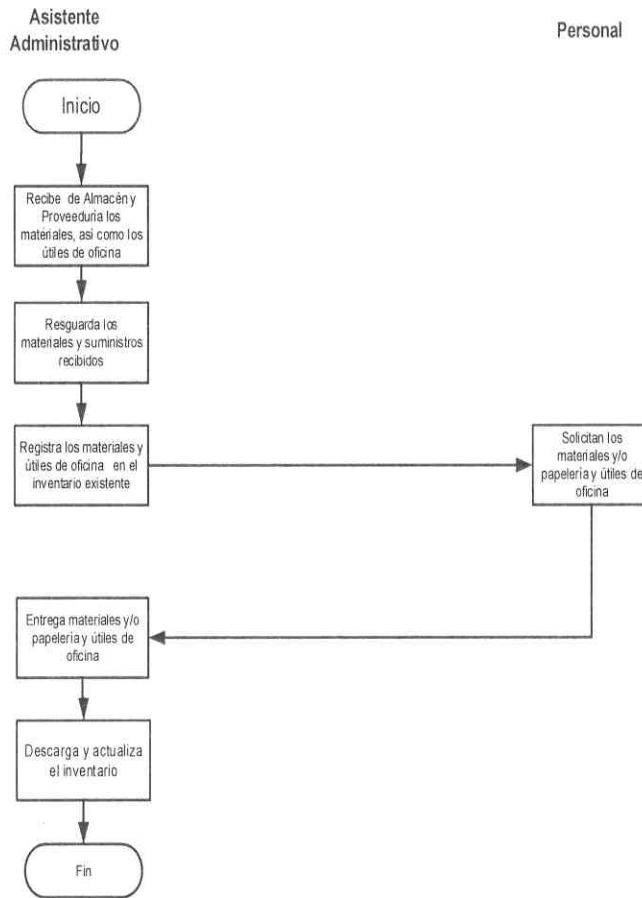 Asistente
Administrativo
Personal
Inicio
Recibe de Almacén y
Proveeduría los
materiales, así como los
útiles de oficina
Resguarda los
materiales y suministros
recibidos
Registra los materiales y
útiles de oficina en el
inventario existente
Solicitan los
materiales y/o
papelería y útiles de
oficina
Entrega materiales y/o
papelería y útiles de
oficina
Descarga y actualiza
el inventario
Fin